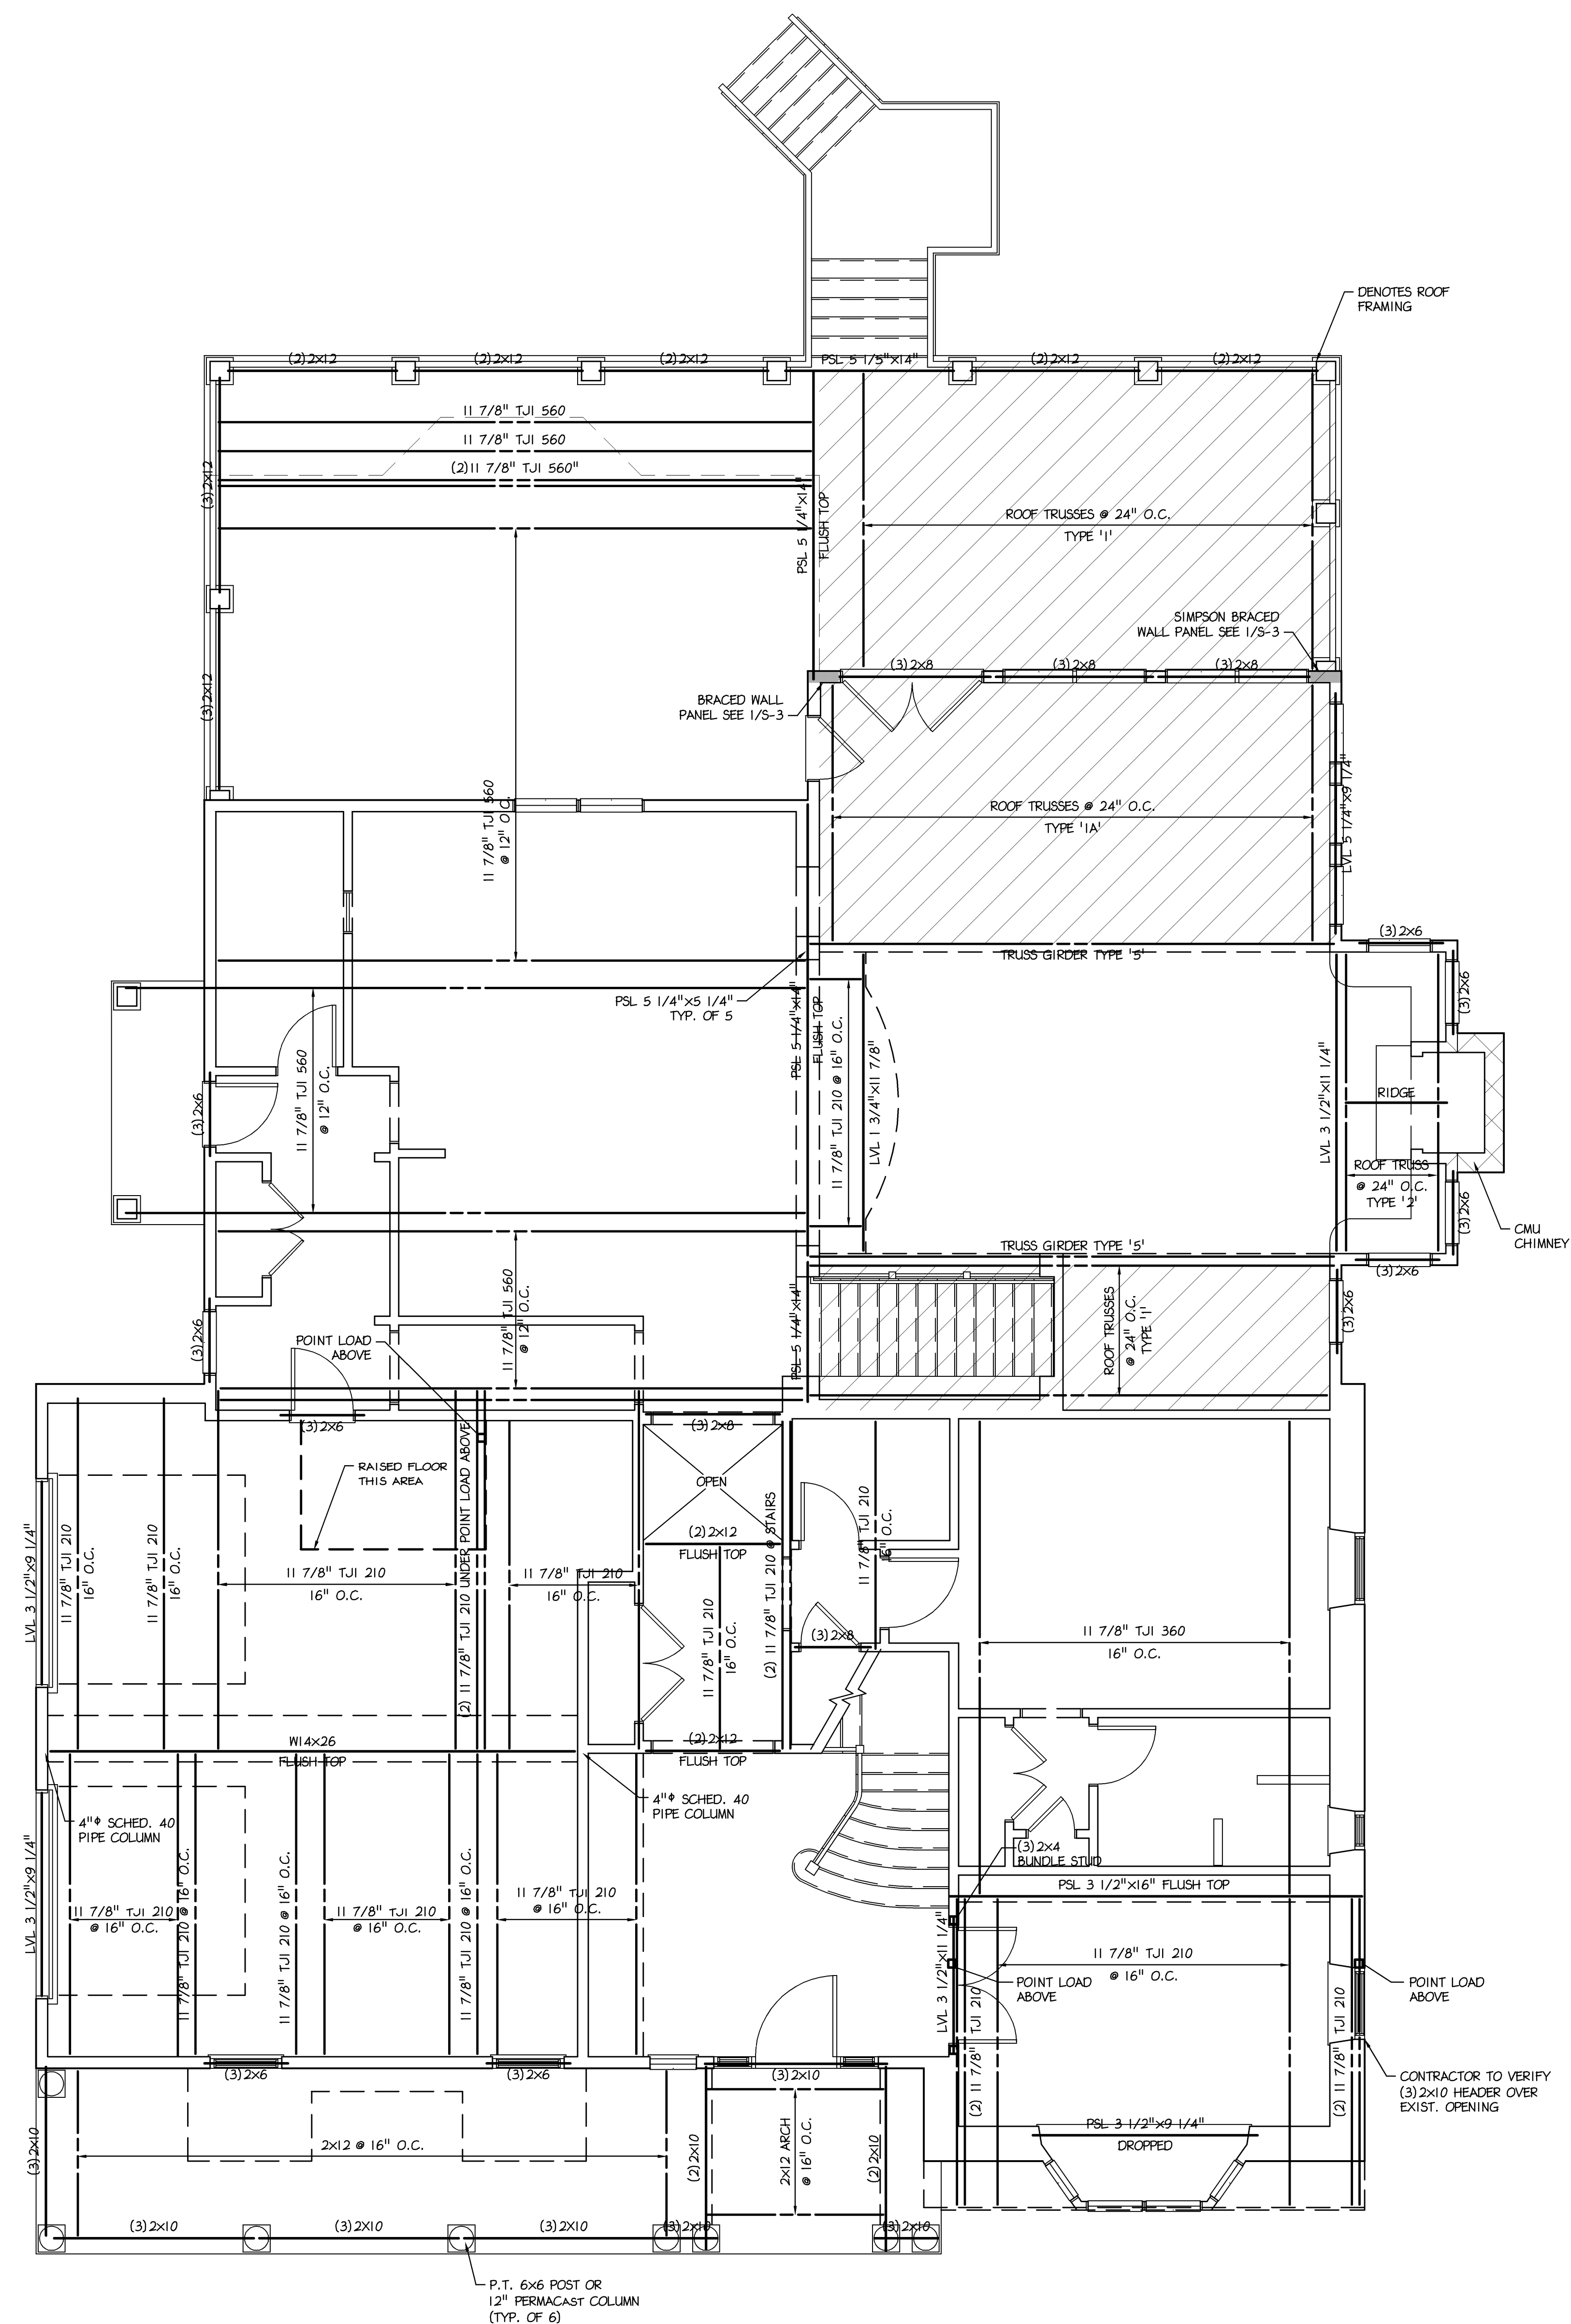 DENOTES ROOF
FRAMING
(2)2x12
(2)2x12
(2)2x12
PSL 5 1/5"x14"
(2)2x12
(2)2x12
11 7/8" TJI 560
11 7/8" TJI 560
(2)11 7/8" TJI 560"
(3)2x12
PSL 5 1/4"x14"
FLUSH TOP
ROOF TRUSSES @ 24" O.C.
TYPE '1'
SIMPSON BRACED
WALL PANEL SEE 1/S-3
(3)2x8
(3)2x8
(3)2x8
(3)2x12
BRACED WALL
PANEL SEE 1/S-3
11 7/8" TJI 560
@ 12" O.C.
ROOF TRUSSES @ 24" O.C.
TYPE '1A'
LVL 5 1/4"x9 1/4"
(3)2x6
TRUSS GIRDER TYPE '5'
PSL 5 1/4"x5 1/4"
TYP. OF 5
PSL 5 1/4"x14"
FLUSH TOP
11 7/8" TJI 210 @ 16" O.C.
LVL 1 3/4"x11 7/8"
LVL 3 1/2"x11 1/4"
(3)2x6
11 7/8" TJI 560
@ 12" O.C.
(3)2x6
RIDGE
ROOF TRUSS
@ 24" O.C.
TYPE '2'
(3)2x6
CMU
CHIMNEY
TRUSS GIRDER TYPE '5'
(3)2x6
(3)2x6
(3)2x6
11 7/8" TJI 560
@ 12" O.C.
PSL 5 1/4"x14"
ROOF TRUSSES
@ 24" O.C.
TYPE '1'
POINT LOAD
ABOVE
(3)2x6
(3)2x8
RAISED FLOOR
THIS AREA
OPEN
LVL 3 1/2"x9 1/4"
11 7/8" TJI 210
16" O.C.
11 7/8" TJI 210
16" O.C.
11 7/8" TJI 210
16" O.C.
(2) 11 7/8" TJI 210 UNDER POINT LOAD ABOVE
11 7/8" TJI 210
16" O.C.
(2)2x12
FLUSH TOP
11 7/8" TJI 210
16" O.C.
(2) 11 7/8" TJI 210 @ STAIRS
11 7/8" TJI 210
16" O.C.
(3)2x8
11 7/8" TJI 360
16" O.C.
W14x26
FLUSH TOP
(2)2x12
FLUSH TOP
4"Φ SCHED. 40
PIPE COLUMN
4"Φ SCHED. 40
PIPE COLUMN
(3)2x4
BUNDLE STUD
PSL 3 1/2"x16" FLUSH TOP
LVL 3 1/2"x9 1/4"
11 7/8" TJI 210
@ 16" O.C.
11 7/8" TJI 210 @ 16" O.C.
11 7/8" TJI 210 @ 16" O.C.
11 7/8" TJI 210
@ 16" O.C.
11 7/8" TJI 210 @ 16" O.C.
11 7/8" TJI 210
@ 16" O.C.
LVL 3 1/2"x11 1/4"
11 7/8" TJI 210
@ 16" O.C.
POINT LOAD
ABOVE
POINT LOAD
ABOVE
(2) 11 7/8" TJI 210
(2) 11 7/8" TJI 210
CONTRACTOR TO VERIFY
(3)2x10 HEADER OVER
EXIST. OPENING
(3)2x6
(3)2x6
(3)2x10
PSL 3 1/2"x9 1/4"
DROPPED
(3)2x10
2x12 @ 16" O.C.
(2)2x10
2x12 ARCH
@ 16" O.C.
(2)2x10
(3)2x10
(3)2x10
(3)2x10
(3)2x10
(3)2x10
P.T. 6x6 POST OR
12" PERMACAST COLUMN
(TYP. OF 6)